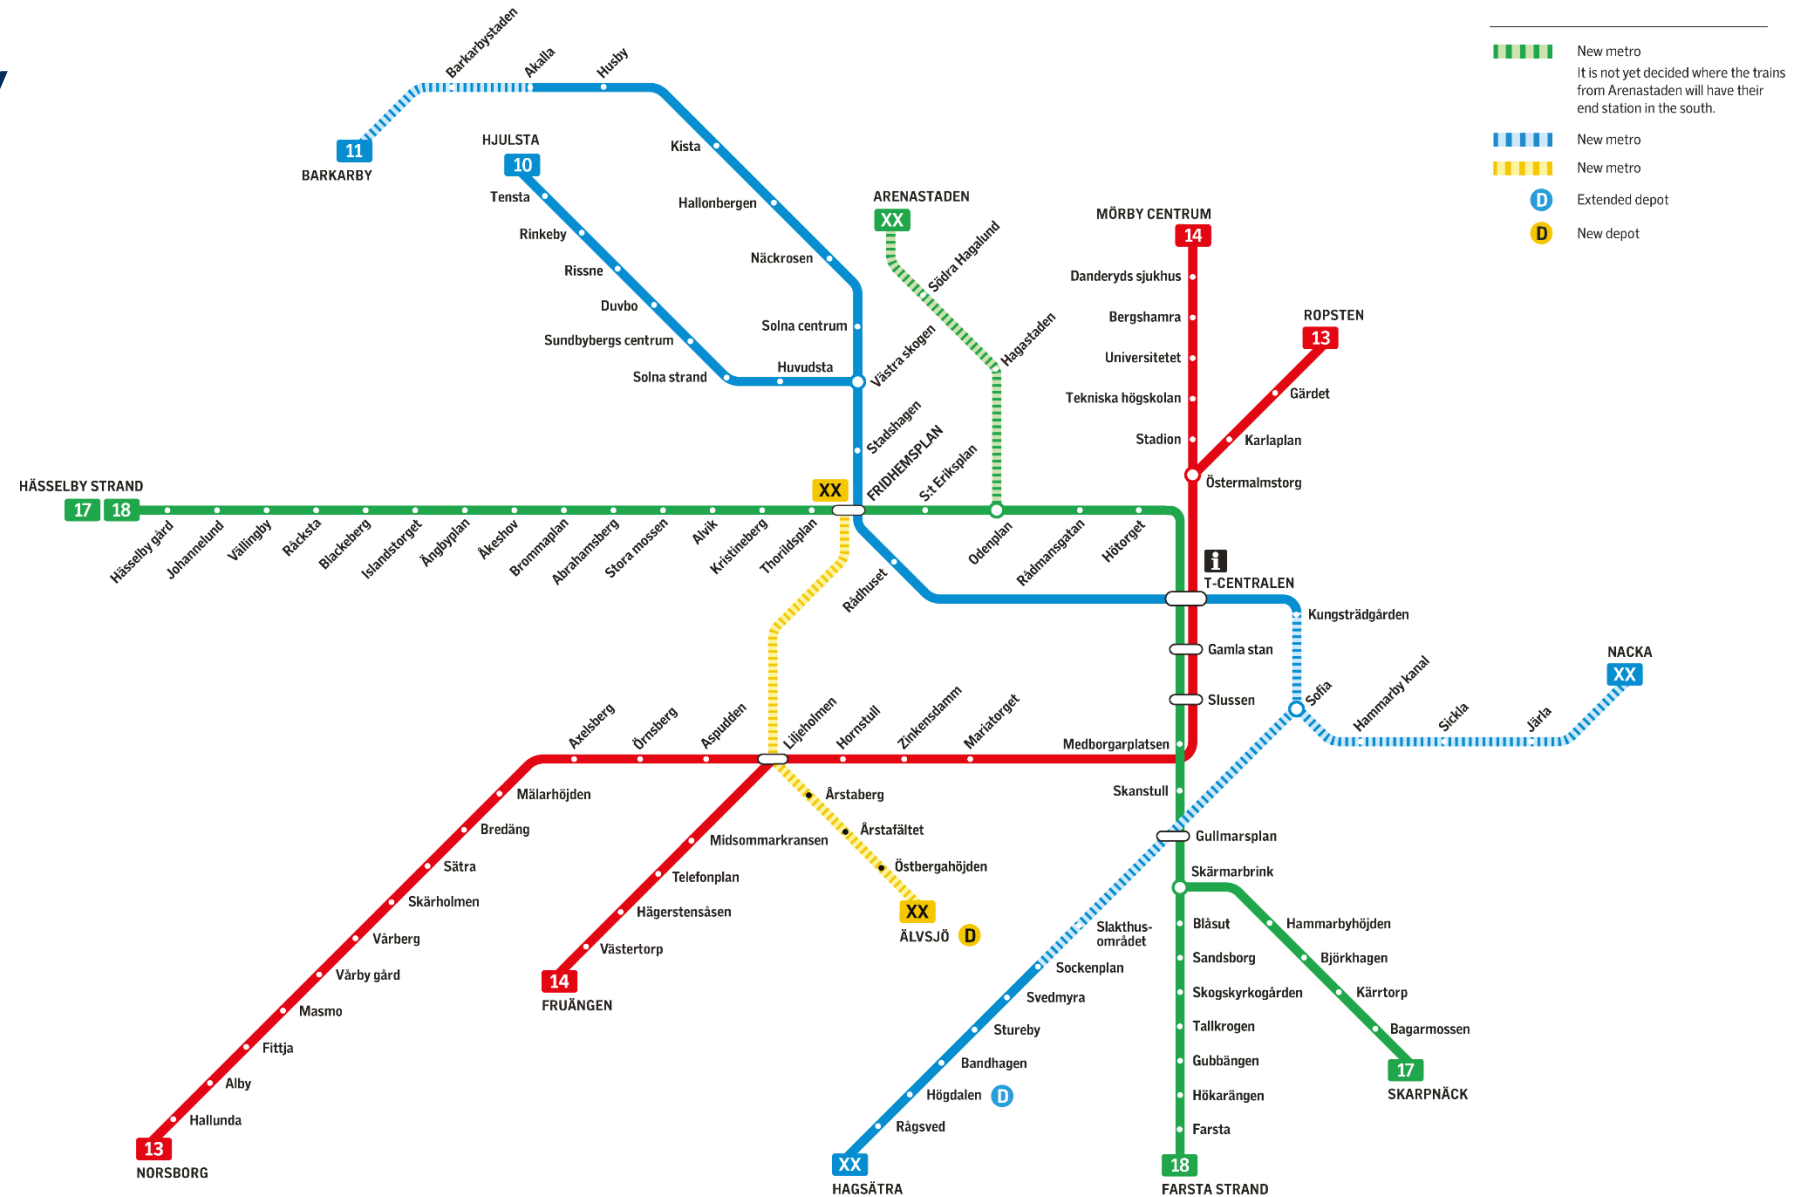 Barkarbystaden
Akalla
Husby
11
BARKARBY
HJULSTA
10
Kista
Tensta
Hallonbergen
Rinkeby
Näckrosen
Rissne
Duvbo
Solna centrum
Sundbybergs centrum
Västra skogen
Solna strand
Huvudsta
Stadshagen
FRIDHEMSPLAN
ARENASTADEN
XX
Södra Hagalund
Hagastaden
S:t Eriksplan
MÖRBY CENTRUM
14
Danderyds sjukhus
Bergshamra
Universitetet
Tekniska högskolan
Stadion
ROPSTEN
13
Gärdet
Karlaplan
Östermalmstorg
New metro
It is not yet decided where the trains
from Arenastaden will have their
end station in the south.
New metro
New metro
D
Extended depot
D
New depot
HÄSSELBY STRAND
17
18
XX
Hässelby gård
Johannelund
Vällingby
Råcksta
Blackeberg
Islandstorget
Ängbyplan
Åkeshov
Brommaplan
Abrahamsberg
Stora mossen
Alvik
Kristineberg
Thorildsplan
Rådhuset
Odenplan
Rådmansgatan
Hötorget
i
T-CENTRALEN
Kungsträdgården
Gamla stan
Slussen
Medborgarplatsen
Sofia
Hammarby kanal
Sickla
Järla
NACKA
XX
Axelsberg
Örnsberg
Aspudden
Liljeholmen
Hornstull
Zinkensdamm
Mariatorget
Mälarhöjden
Bredäng
Sätra
Skärholmen
Vårberg
Vårby gård
Masmo
Fittja
Alby
Hallunda
13
NORSBORG
Midsommarkransen
Telefonplan
Hägerstensåsen
Västertorp
14
FRUÄNGEN
Årstaberg
Årstafältet
Östbergahöjden
XX
ÄLVSJÖ
D
Skanstull
Gullmarsplan
Skärmarbrink
Slakthus-
området
Sockenplan
Svedmyra
Stureby
Bandhagen
Högdalen
D
Rågsved
XX
HAGSÄTRA
Blåsut
Sandsborg
Skogskyrkogården
Tallkrogen
Gubbängen
Hökarängen
Farsta
18
FARSTA STRAND
Hammarbyhöjden
Björkhagen
Kärrtorp
Bagarmossen
17
SKARPNÄCK